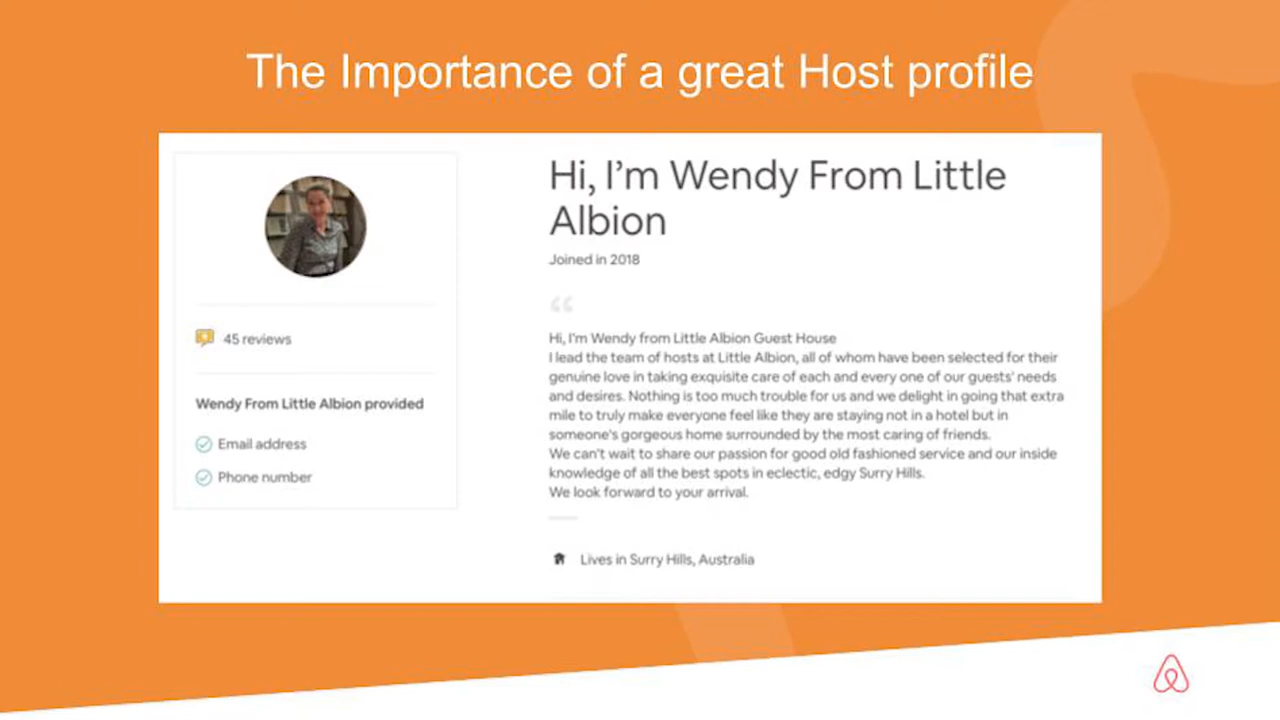 The Importance of a great Host profile
45 reviews
Wendy From Little Albion provided
Email address
Phone number
Hi, I'm Wendy From Little
Albion
Joined in 2018
“
Hi, I'm Wendy from Little Albion Guest House
I lead the team of hosts at Little Albion, all of whom have been selected for their
genuine love in taking exquisite care of each and every one of our guests' needs
and desires. Nothing is too much trouble for us and we delight in going that extra
mile to truly make everyone feel like they are staying not in a hotel but in
someone's gorgeous home surrounded by the most caring of friends.
We can't wait to share our passion for good old fashioned service and our inside
knowledge of all the best spots in eclectic, edgy Surry Hills.
We look forward to your arrival.
Lives in Surry Hills, Australia